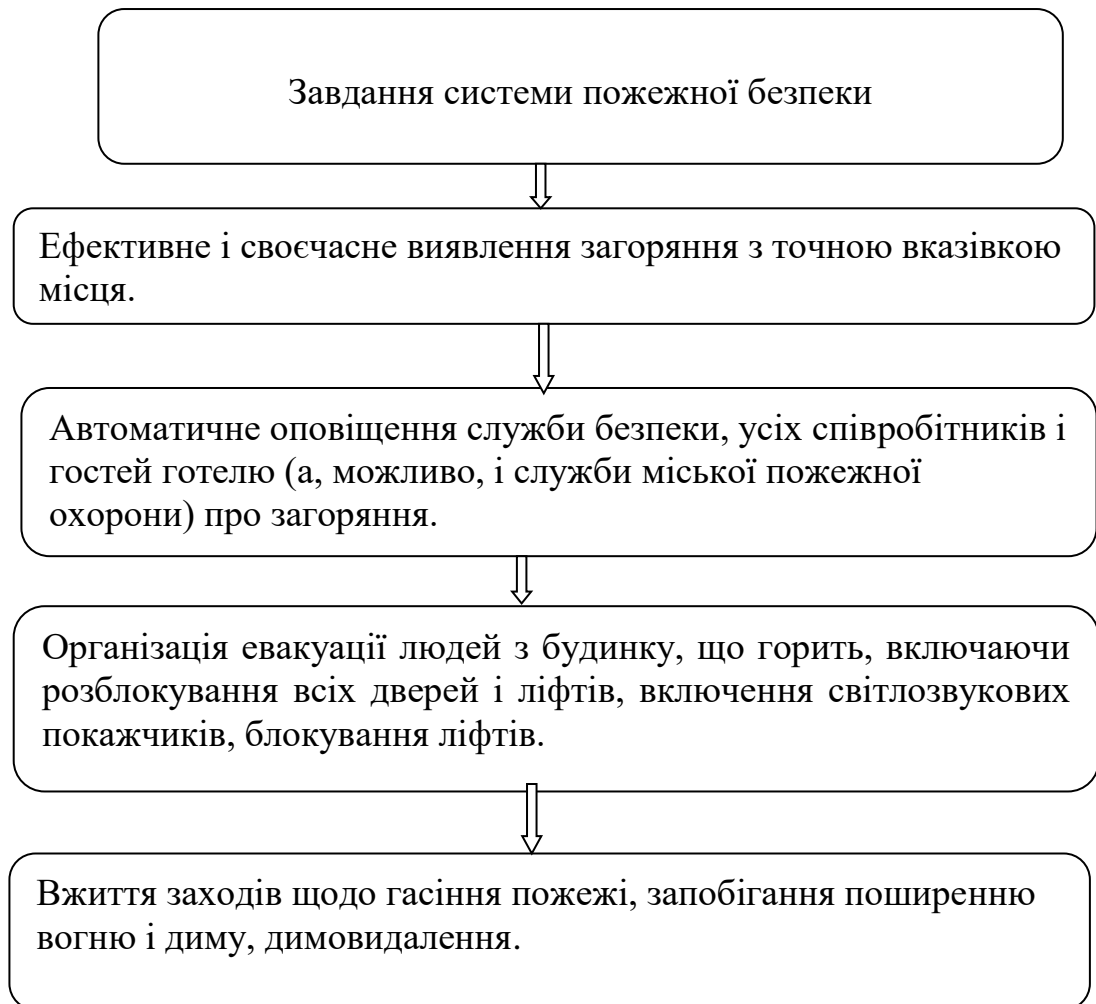 Завдання системи пожежної безпеки
Ефективне і своєчасне виявлення загоряння з точною вказівкою
місця.
Автоматичне оповіщення служби безпеки, усіх співробітників і
гостей готелю (а, можливо, і служби міської пожежної
охорони) про загоряння.
Організація евакуації людей з будинку, що горить, включаючи
розблокування всіх дверей і ліфтів, включення світлозвукових
покажчиків, блокування ліфтів.
Вжиття заходів щодо гасіння пожежі, запобігання поширенню
вогню і диму, димовидалення.